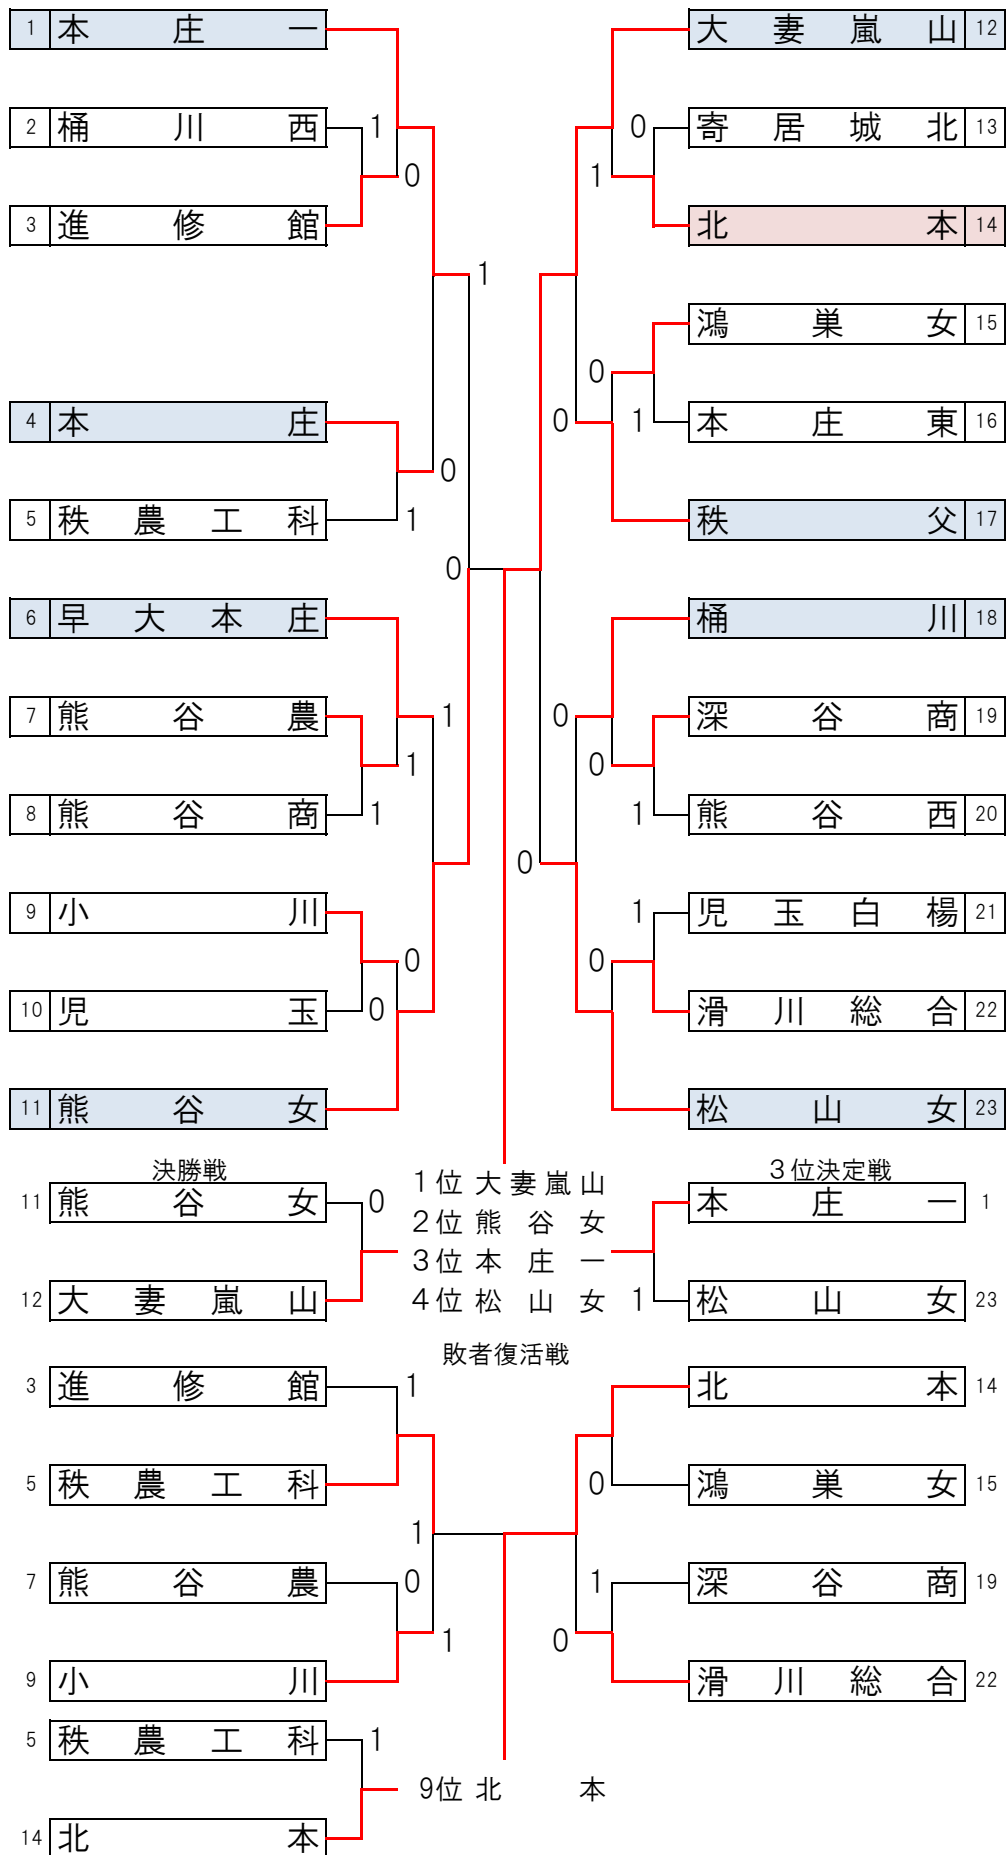 1 本庄一
大妻嵐山 12
2 桶川西 1
0 寄居城北 13
0
1
3 進修館
北本 14
1
鴻巣女 15
0
4 本庄
0
1 本庄東 16
0
5 秩農工科 1
秩父 17
0
6 早大本庄
桶川 18
7 熊谷農 1
0
深谷商 19
1
0
8 熊谷商 1
1 熊谷西 20
0
9 小川
1 児玉白楊 21
0
0
10 児玉 0
滑川総合 22
11 熊谷女
松山女 23
決勝戦
3位決定戦
11 熊谷女 0
1位 大妻嵐山
2位 熊谷女
3位 本庄一
4位 松山女
本庄一 1
12 大妻嵐山
1 松山女 23
敗者復活戦
3 進修館 1
北本 14
5 秩農工科
0 鴻巣女 15
1
7 熊谷農 0
1 深谷商 19
1
0
9 小川
滑川総合 22
5 秩農工科 1
9位 北本
14 北本